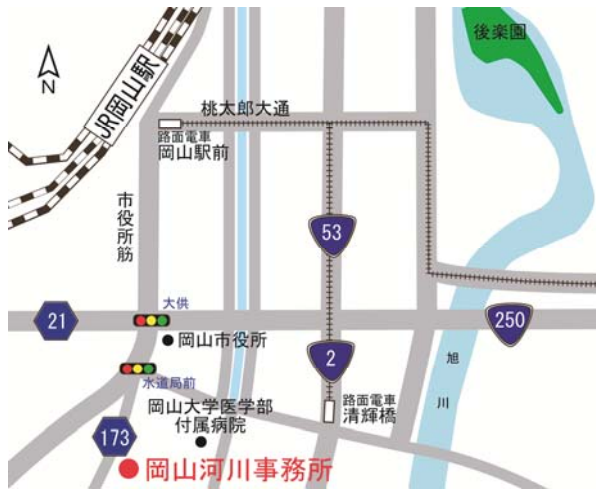 後楽園
N
JR岡山駅
桃太郎大通
路面電車
岡山駅前
市役所筋
53
大供
21
250
岡山市役所
2
旭川
水道局前
路面電車
清輝橋
岡山大学医学部
付属病院
173
岡山河川事務所